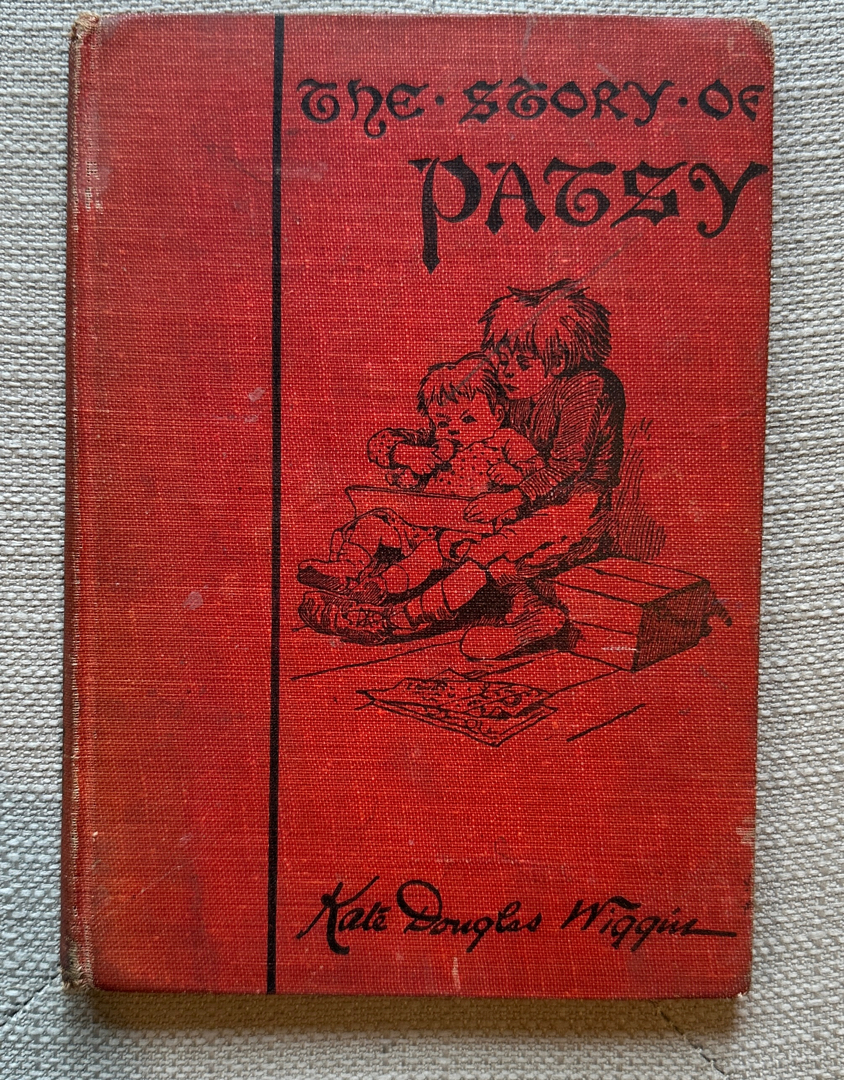 THE · STORY · OF
PATSY
Kate Douglas Wiggin